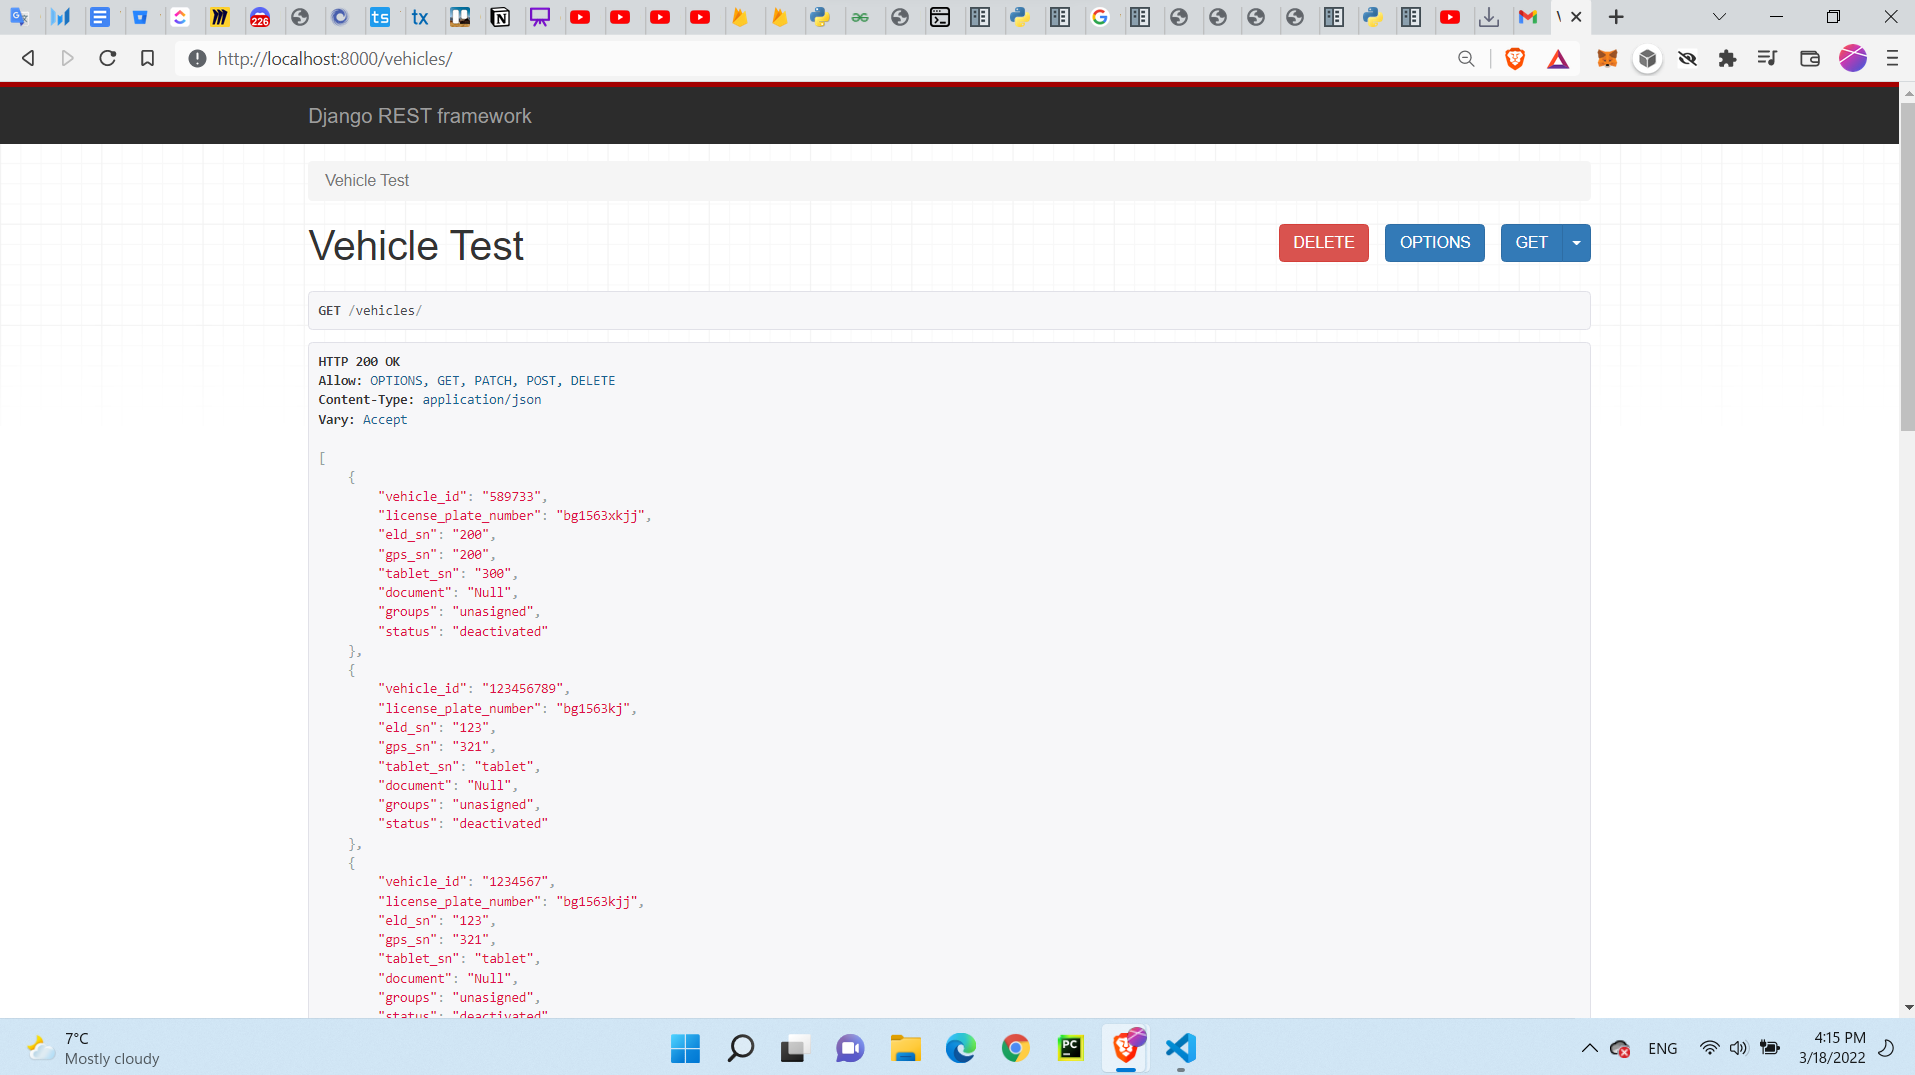 226
ts
tx
http://localhost:8000/vehicles/
Django REST framework
Vehicle Test
Vehicle Test
DELETE
OPTIONS
GET
GET /vehicles/
HTTP 200 OK
Allow: OPTIONS, GET, PATCH, POST, DELETE
Content-Type: application/json
Vary: Accept
[
{
"vehicle_id": "589733",
"license_plate_number": "bg1563xkjj",
"eld_sn": "200",
"gps_sn": "200",
"tablet_sn": "300",
"document": "Null",
"groups": "unasigned",
"status": "deactivated"
},
{
"vehicle_id": "123456789",
"license_plate_number": "bg1563kj",
"eld_sn": "123",
"gps_sn": "321",
"tablet_sn": "tablet",
"document": "Null",
"groups": "unasigned",
"status": "deactivated"
},
{
"vehicle_id": "1234567",
"license_plate_number": "bg1563kjj",
"eld_sn": "123",
"gps_sn": "321",
"tablet_sn": "tablet",
"document": "Null",
"groups": "unasigned",
"status": "deactivated"
7°C
Mostly cloudy
PC
ENG
4:15 PM
3/18/2022